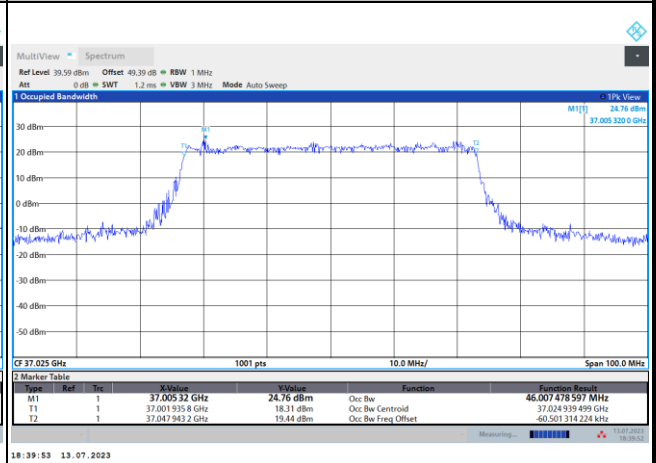 MultiView Spectrum
Ref Level 39.59 dBm Offset 49.39 dB RBW 1 MHz
Att 0 dB SWT 1.2 ms VBW 3 MHz Mode Auto Sweep
1 Occupied Bandwidth 1Pk View
M1[1] 24.76 dBm
37.005 320 0 GHz
30 dBm
M1
T1 T2
20 dBm
10 dBm
0 dBm
-10 dBm
-20 dBm
-30 dBm
-40 dBm
-50 dBm
CF 37.025 GHz 1001 pts 10.0 MHz/ Span 100.0 MHz
2 Marker Table
Type Ref Trc X-Value Y-Value Function Function Result
M1 1 37.005 32 GHz 24.76 dBm Occ Bw 46.007 478 597 MHz
T1 1 37.001 935 8 GHz 18.31 dBm Occ Bw Centroid 37.024 939 499 GHz
T2 1 37.047 943 2 GHz 19.44 dBm Occ Bw Freq Offset -60.501 314 224 kHz
Measuring... 13.07.2023
18:39:52
18:39:53 13.07.2023